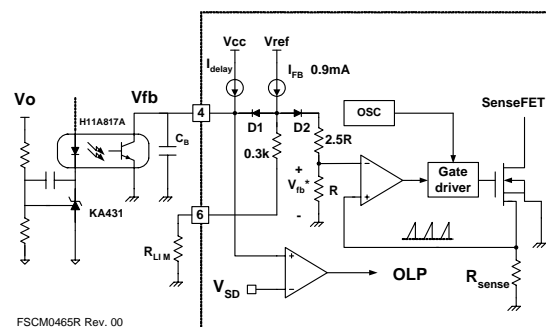 Vcc Vref
I_delay I_FB 0.9mA
Vo Vfb
H11A817A
C_B
4
D1 D2
2.5R
0.3k
OSC
SenseFET
+
V_fb*
-
R
−
+
Gate
driver
KA431
6
R_LIM
R_sense
V_SD
+
−
OLP
FSCM0465R Rev. 00